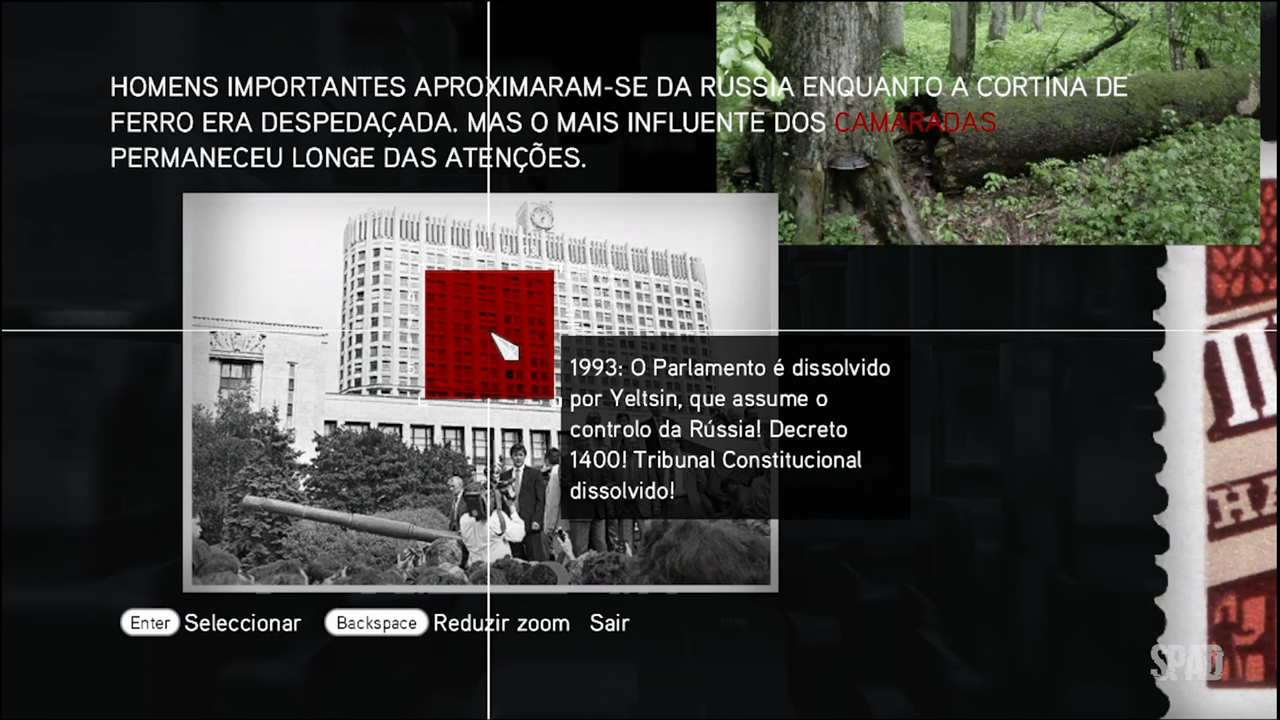 HOMENS IMPORTANTES APROXIMARAM-SE DA RÚSSIA ENQUANTO A CORTINA DE
FERRO ERA DESPEDAÇADA. MAS O MAIS INFLUENTE DOS CAMARADAS
PERMANECEU LONGE DAS ATENÇÕES.
1993: O Parlamento é dissolvido
por Yeltsin, que assume o
controlo da Rússia! Decreto
1400! Tribunal Constitucional
dissolvido!
Enter Seleccionar Backspace Reduzir zoom Sair
SPAD